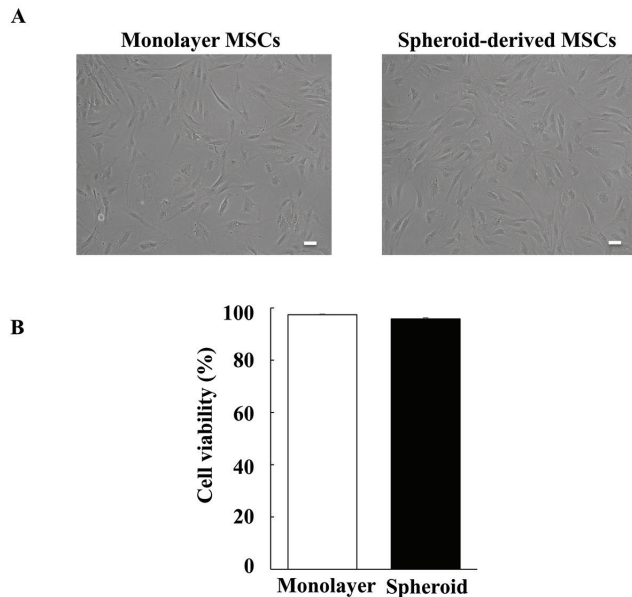 A
Monolayer MSCs
Spheroid-derived MSCs
B
Cell viability (%)
100
80
60
40
20
0
Monolayer
Spheroid